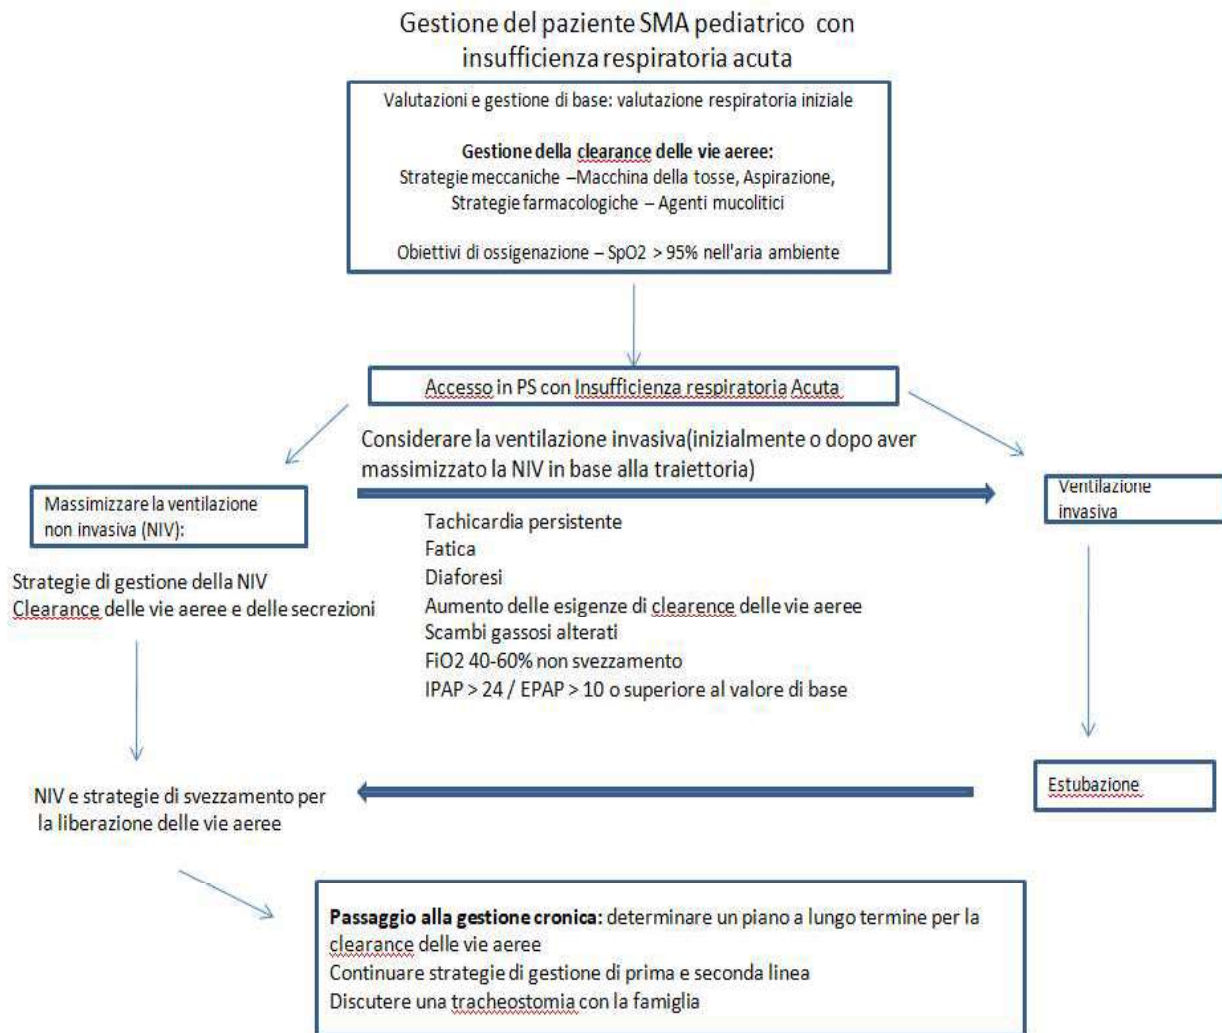 Gestione del paziente SMA pediatrico con
insufficienza respiratoria acuta
Valutazioni e gestione di base: valutazione respiratoria iniziale
Gestione della clearance delle vie aeree:
Strategie meccaniche –Macchina della tosse, Aspirazione,
Strategie farmacologiche – Agenti mucolitici
Obiettivi di ossigenazione – SpO2 > 95% nell'aria ambiente
Accesso in PS con Insufficienza respiratoria Acuta
Considerare la ventilazione invasiva(inizialmente o dopo aver
massimizzato la NIV in base alla traiettoria)
Massimizzare la ventilazione
non invasiva (NIV):
Ventilazione
invasiva
Strategie di gestione della NIV
Clearance delle vie aeree e delle secrezioni
Tachicardia persistente
Fatica
Diaforesi
Aumento delle esigenze di clearence delle vie aeree
Scambi gassosi alterati
FiO2 40-60% non svezzamento
IPAP > 24 / EPAP > 10 o superiore al valore di base
NIV e strategie di svezzamento per
la liberazione delle vie aeree
Estubazione
Passaggio alla gestione cronica: determinare un piano a lungo termine per la
clearance delle vie aeree
Continuare strategie di gestione di prima e seconda linea
Discutere una tracheostomia con la famiglia